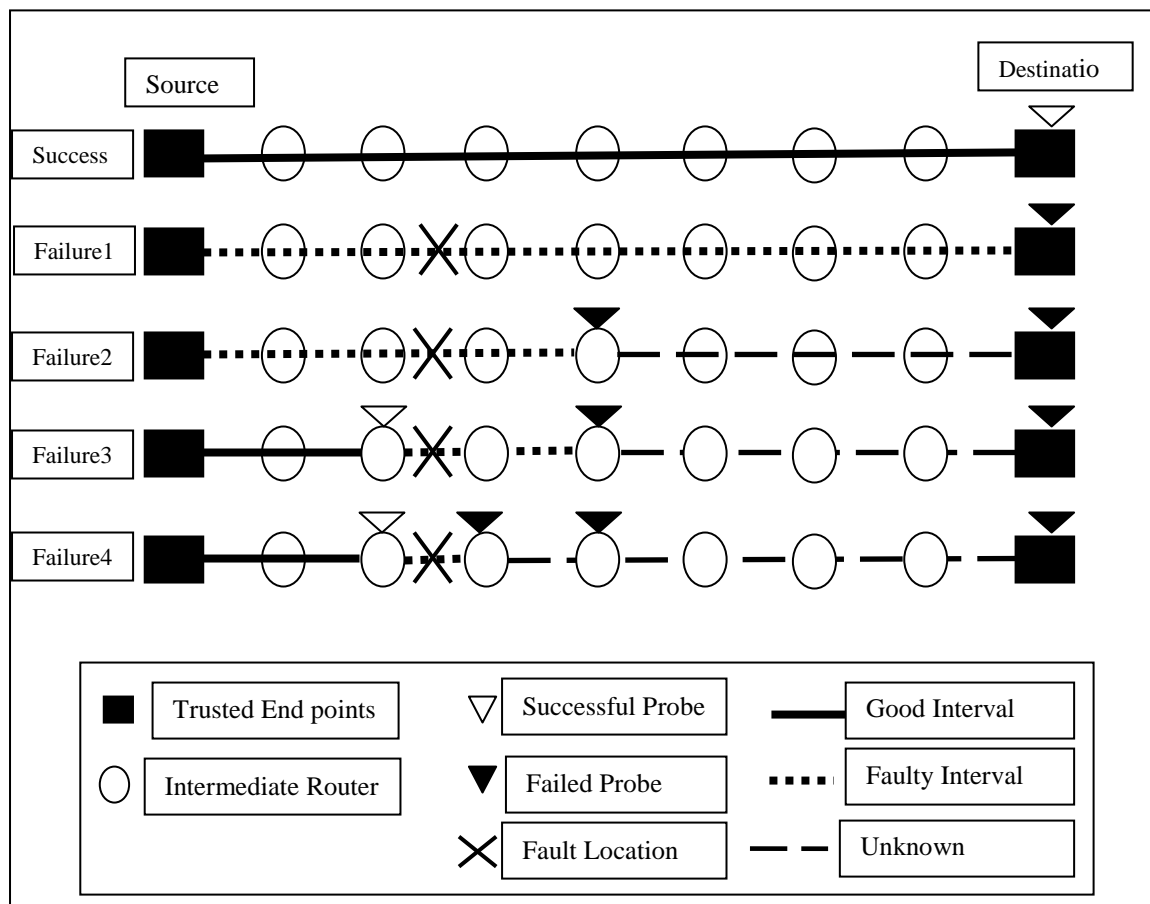 Source
Destinatio
Success
Failure1
Failure2
Failure3
Failure4
Trusted End points
Successful Probe
Good Interval
Intermediate Router
Failed Probe
Faulty Interval
Fault Location
Unknown